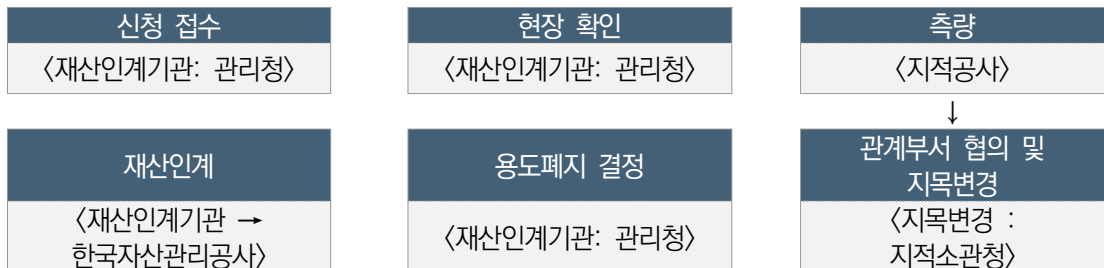 신청 접수
〈재산인계기관: 관리청〉
현장 확인
〈재산인계기관: 관리청〉
측량
〈지적공사〉
↓
재산인계
〈재산인계기관 →
한국자산관리공사〉
용도폐지 결정
〈재산인계기관: 관리청〉
관계부서 협의 및
지목변경
〈지목변경 :
지적소관청〉